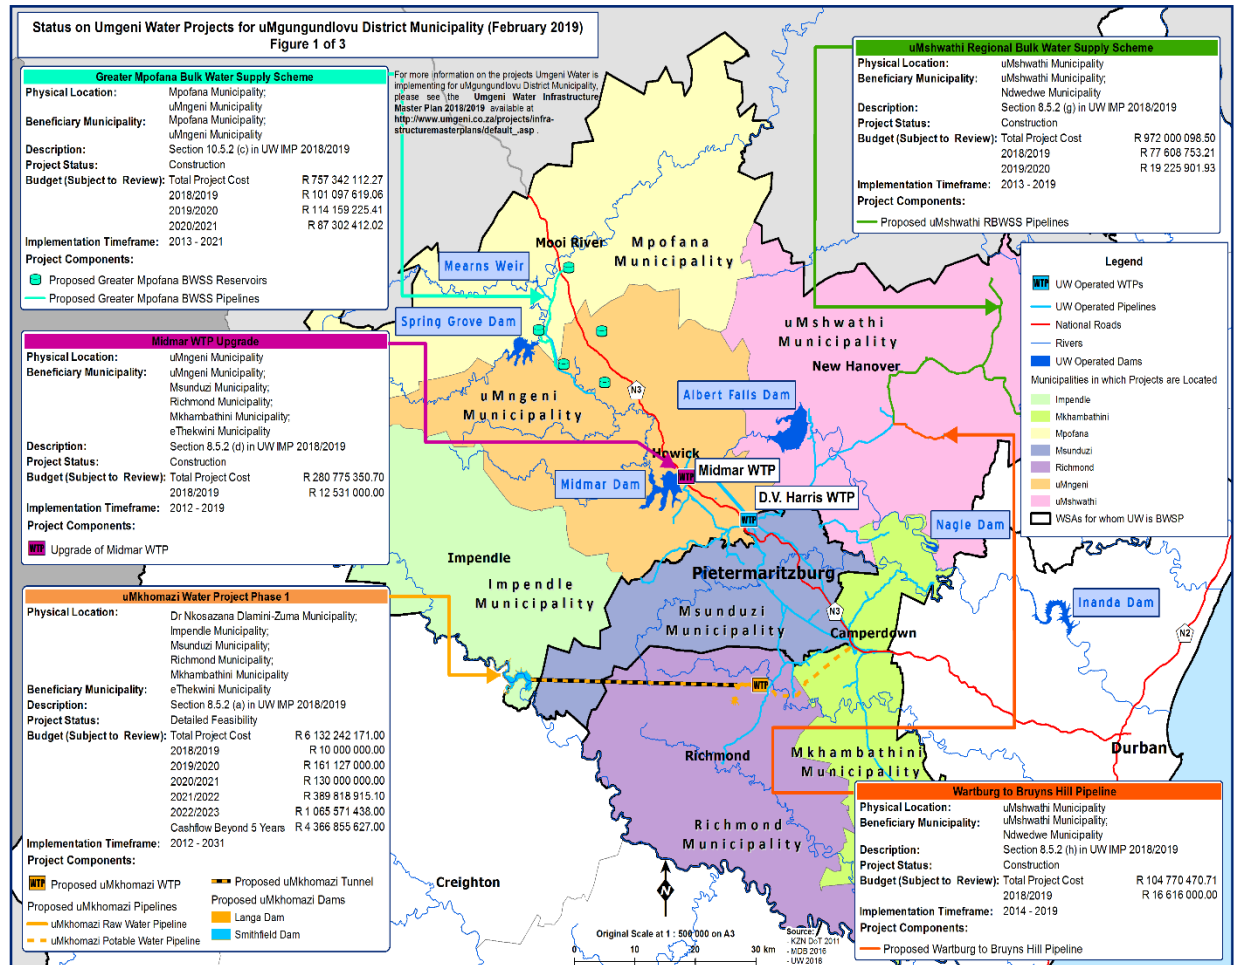 Status on Umgeni Water Projects for uMgungundlovu District Municipality (February 2019)
Figure 1 of 3
Greater Mpofana Bulk Water Supply Scheme
Physical Location: Mpofana Municipality;
uMngeni Municipality
Beneficiary Municipality: Mpofana Municipality;
uMngeni Municipality
Description: Section 10.5.2 (c) in UW IMP 2018/2019
Project Status: Construction
Budget (Subject to Review): Total Project Cost R 757 342 112.27
2018/2019 R 101 097 619.06
2019/2020 R 114 159 225.41
2020/2021 R 87 302 412.02
Implementation Timeframe: 2013 - 2021
Project Components:
Proposed Greater Mpofana BWSS Reservoirs
Proposed Greater Mpofana BWSS Pipelines
For more information on the projects Umgeni Water is
implementing for uMgungundlovu District Municipality,
please see the Umgeni Water Infrastructure
Master Plan 2018/2019 available at
http://www.umgeni.co.za/projects/infra-
structuremasterplans/default_.asp .
uMshwathi Regional Bulk Water Supply Scheme
Physical Location: uMshwathi Municipality
Beneficiary Municipality: uMshwathi Municipality;
Ndwedwe Municipality
Description: Section 8.5.2 (g) in UW IMP 2018/2019
Project Status: Construction
Budget (Subject to Review): Total Project Cost R 972 000 098.50
2018/2019 R 77 608 753.21
2019/2020 R 19 225 901.93
Implementation Timeframe: 2013 - 2019
Project Components:
Proposed uMshwathi RBWSS Pipelines
Legend
WTP UW Operated WTPs
UW Operated Pipelines
National Roads
Rivers
UW Operated Dams
Municipalities in which Projects are Located
Impendle
Mkhambathini
Mpofana
Msunduzi
Richmond
uMngeni
uMshwathi
WSAs for whom UW is BWSP
Midmar WTP Upgrade
Physical Location: uMngeni Municipality
Beneficiary Municipality: uMngeni Municipality;
Msunduzi Municipality;
Richmond Municipality;
Mkhambathini Municipality;
eThekwini Municipality
Description: Section 8.5.2 (d) in UW IMP 2018/2019
Project Status: Construction
Budget (Subject to Review): Total Project Cost R 280 775 350.70
2018/2019 R 12 531 000.00
Implementation Timeframe: 2012 - 2019
Project Components:
WTP Upgrade of Midmar WTP
uMkhomazi Water Project Phase 1
Physical Location: Dr Nkosazana Dlamini-Zuma Municipality;
Impendle Municipality;
Msunduzi Municipality;
Richmond Municipality;
Mkhambathini Municipality
Beneficiary Municipality: eThekwini Municipality
Description: Section 8.5.2 (a) in UW IMP 2018/2019
Project Status: Detailed Feasibility
Budget (Subject to Review): Total Project Cost R 6 132 242 171.00
2018/2019 R 10 000 000.00
2019/2020 R 161 127 000.00
2020/2021 R 130 000 000.00
2021/2022 R 389 818 915.10
2022/2023 R 1 065 571 438.00
Cashflow Beyond 5 Years R 4 366 855 627.00
Implementation Timeframe: 2012 - 2031
Project Components:
WTP Proposed uMkhomazi WTP
Proposed uMkhomazi Pipelines
uMkhomazi Raw Water Pipeline
uMkhomazi Potable Water Pipeline
Proposed uMkhomazi Tunnel
Proposed uMkhomazi Dams
Langa Dam
Smithfield Dam
Wartburg to Bruyns Hill Pipeline
Physical Location: uMshwathi Municipality
Beneficiary Municipality: uMshwathi Municipality;
Ndwedwe Municipality
Description: Section 8.5.2 (h) in UW IMP 2018/2019
Project Status: Construction
Budget (Subject to Review): Total Project Cost R 104 770 470.71
2018/2019 R 16 616 000.00
Implementation Timeframe: 2014 - 2019
Project Components:
Proposed Wartburg to Bruyns Hill Pipeline
Mooi River
Mpofana
Municipality
Mearns Weir
Spring Grove Dam
uMshwathi
Municipality
New Hanover
N3
uMngeni
Municipality
Albert Falls Dam
Howick
WTP
Midmar WTP
Midmar Dam
D.V. Harris WTP
WTP
Nagle Dam
Impendle
Impendle
Municipality
Pietermaritzburg
Msunduzi
Municipality
N3
Camperdown
Inanda Dam
N2
WTP
Richmond
Mkhambathini
Municipality
Durban
Richmond
Municipality
Creighton
N
Original Scale at 1 : 500 000 on A3
0 10 20 30 km
Source:
- KZN DoT 2011
- MDB 2016
- UW 2018